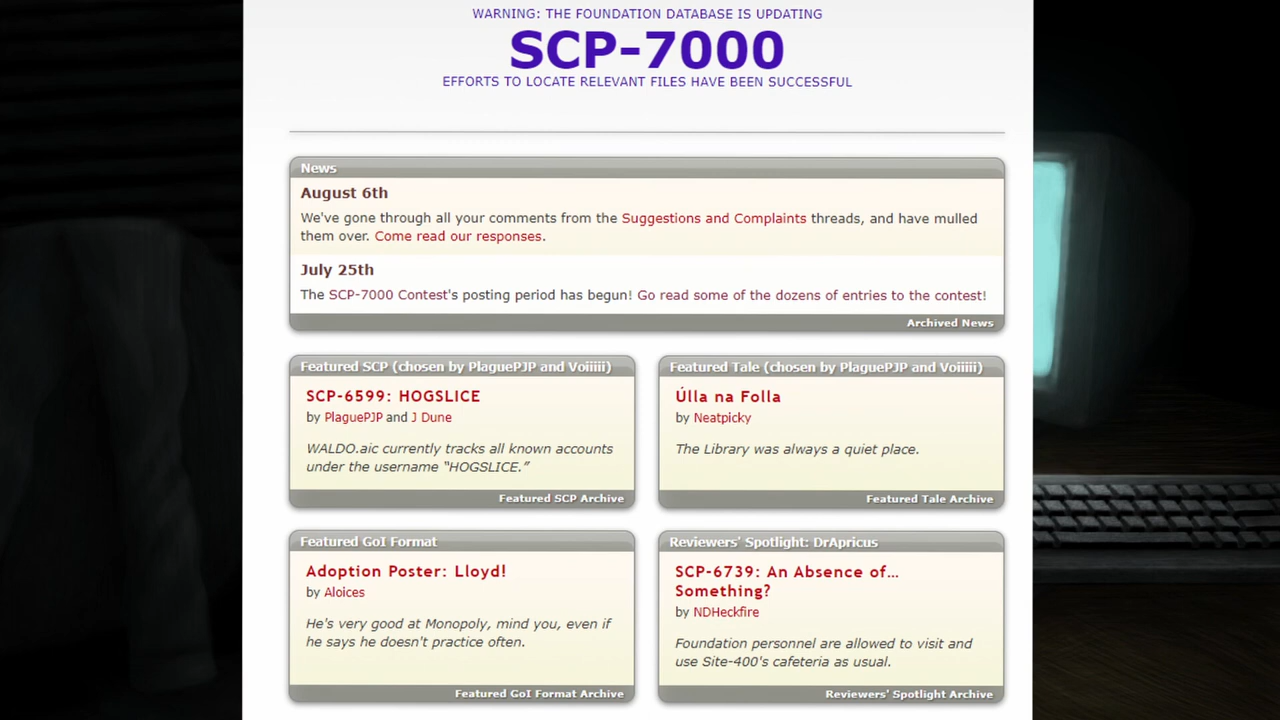 WARNING: THE FOUNDATION DATABASE IS UPDATING
SCP-7000
EFFORTS TO LOCATE RELEVANT FILES HAVE BEEN SUCCESSFUL
News
August 6th
We've gone through all your comments from the Suggestions and Complaints threads, and have mulled
them over. Come read our responses.
July 25th
The SCP-7000 Contest's posting period has begun! Go read some of the dozens of entries to the contest!
Archived News
Featured SCP (chosen by PlaguePJP and Voiiiii)
SCP-6599: HOGSLICE
by PlaguePJP and J Dune
WALDO.aic currently tracks all known accounts
under the username “HOGSLICE.”
Featured SCP Archive
Featured Tale (chosen by PlaguePJP and Voiiiii)
Úlla na Folla
by Neatpicky
The Library was always a quiet place.
Featured Tale Archive
Featured GoI Format
Adoption Poster: Lloyd!
by Aloices
He's very good at Monopoly, mind you, even if
he says he doesn't practice often.
Featured GoI Format Archive
Reviewers' Spotlight: DrApricus
SCP-6739: An Absence of…
Something?
by NDHeckfire
Foundation personnel are allowed to visit and
use Site-400's cafeteria as usual.
Reviewers' Spotlight Archive